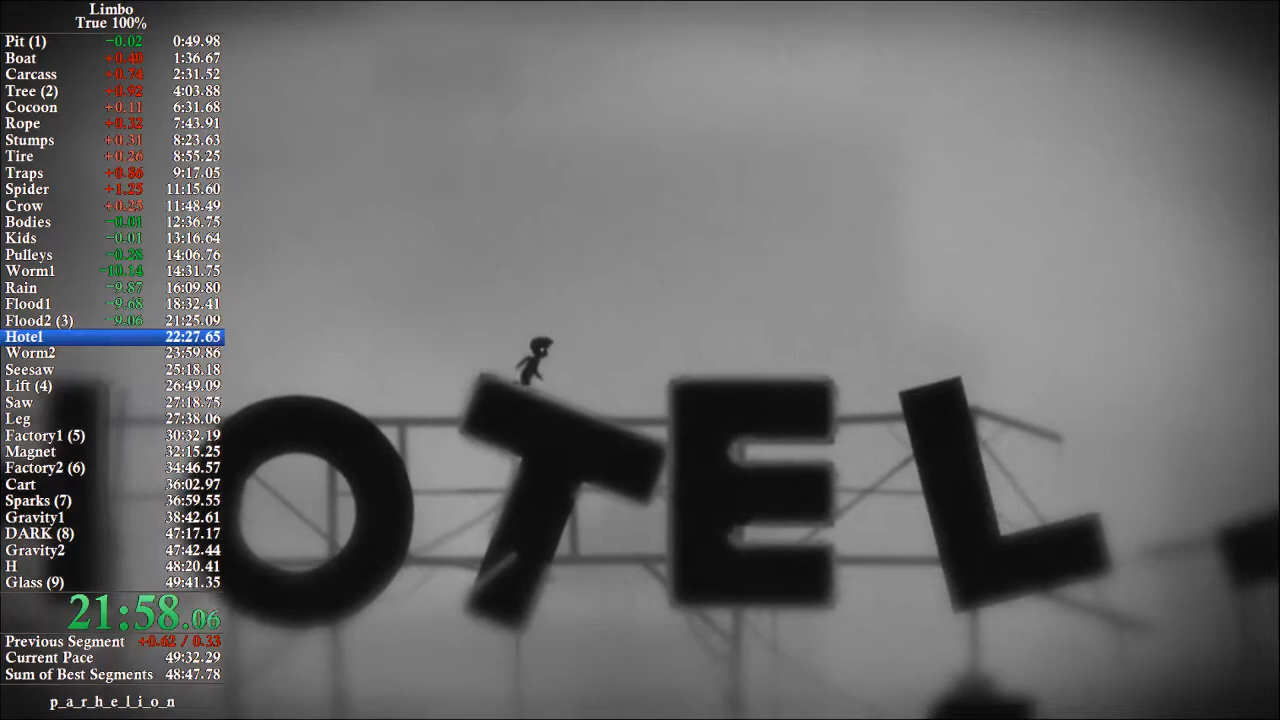 Limbo
True 100%
Pit (1) -0.02 0:49.98
Boat +0.40 1:36.67
Carcass +0.74 2:31.52
Tree (2) +0.92 4:03.88
Cocoon +0.11 6:31.68
Rope +0.32 7:43.91
Stumps +0.31 8:23.63
Tire +0.26 8:55.25
Traps +0.86 9:17.05
Spider +1.25 11:15.60
Crow +0.25 11:48.49
Bodies -0.01 12:36.75
Kids -0.01 13:16.64
Pulleys -0.28 14:06.76
Worm1 -10.14 14:31.75
Rain -9.87 16:09.80
Flood1 -9.68 18:32.41
Flood2 (3) -9.06 21:25.09
Hotel 22:27.65
Worm2 23:59.86
Seesaw 25:18.18
Lift (4) 26:49.09
Saw 27:18.75
Leg 27:38.06
Factory1 (5) 30:32.19
Magnet 32:15.25
Factory2 (6) 34:46.57
Cart 36:02.97
Sparks (7) 36:59.55
Gravity1 38:42.61
DARK (8) 47:17.17
Gravity2 47:42.44
H 48:20.41
Glass (9) 49:41.35
21:58.06
Previous Segment +0.62 / 0.33
Current Pace 49:32.29
Sum of Best Segments 48:47.78
p_a_r_h_e_l_i_o_n
OTEL